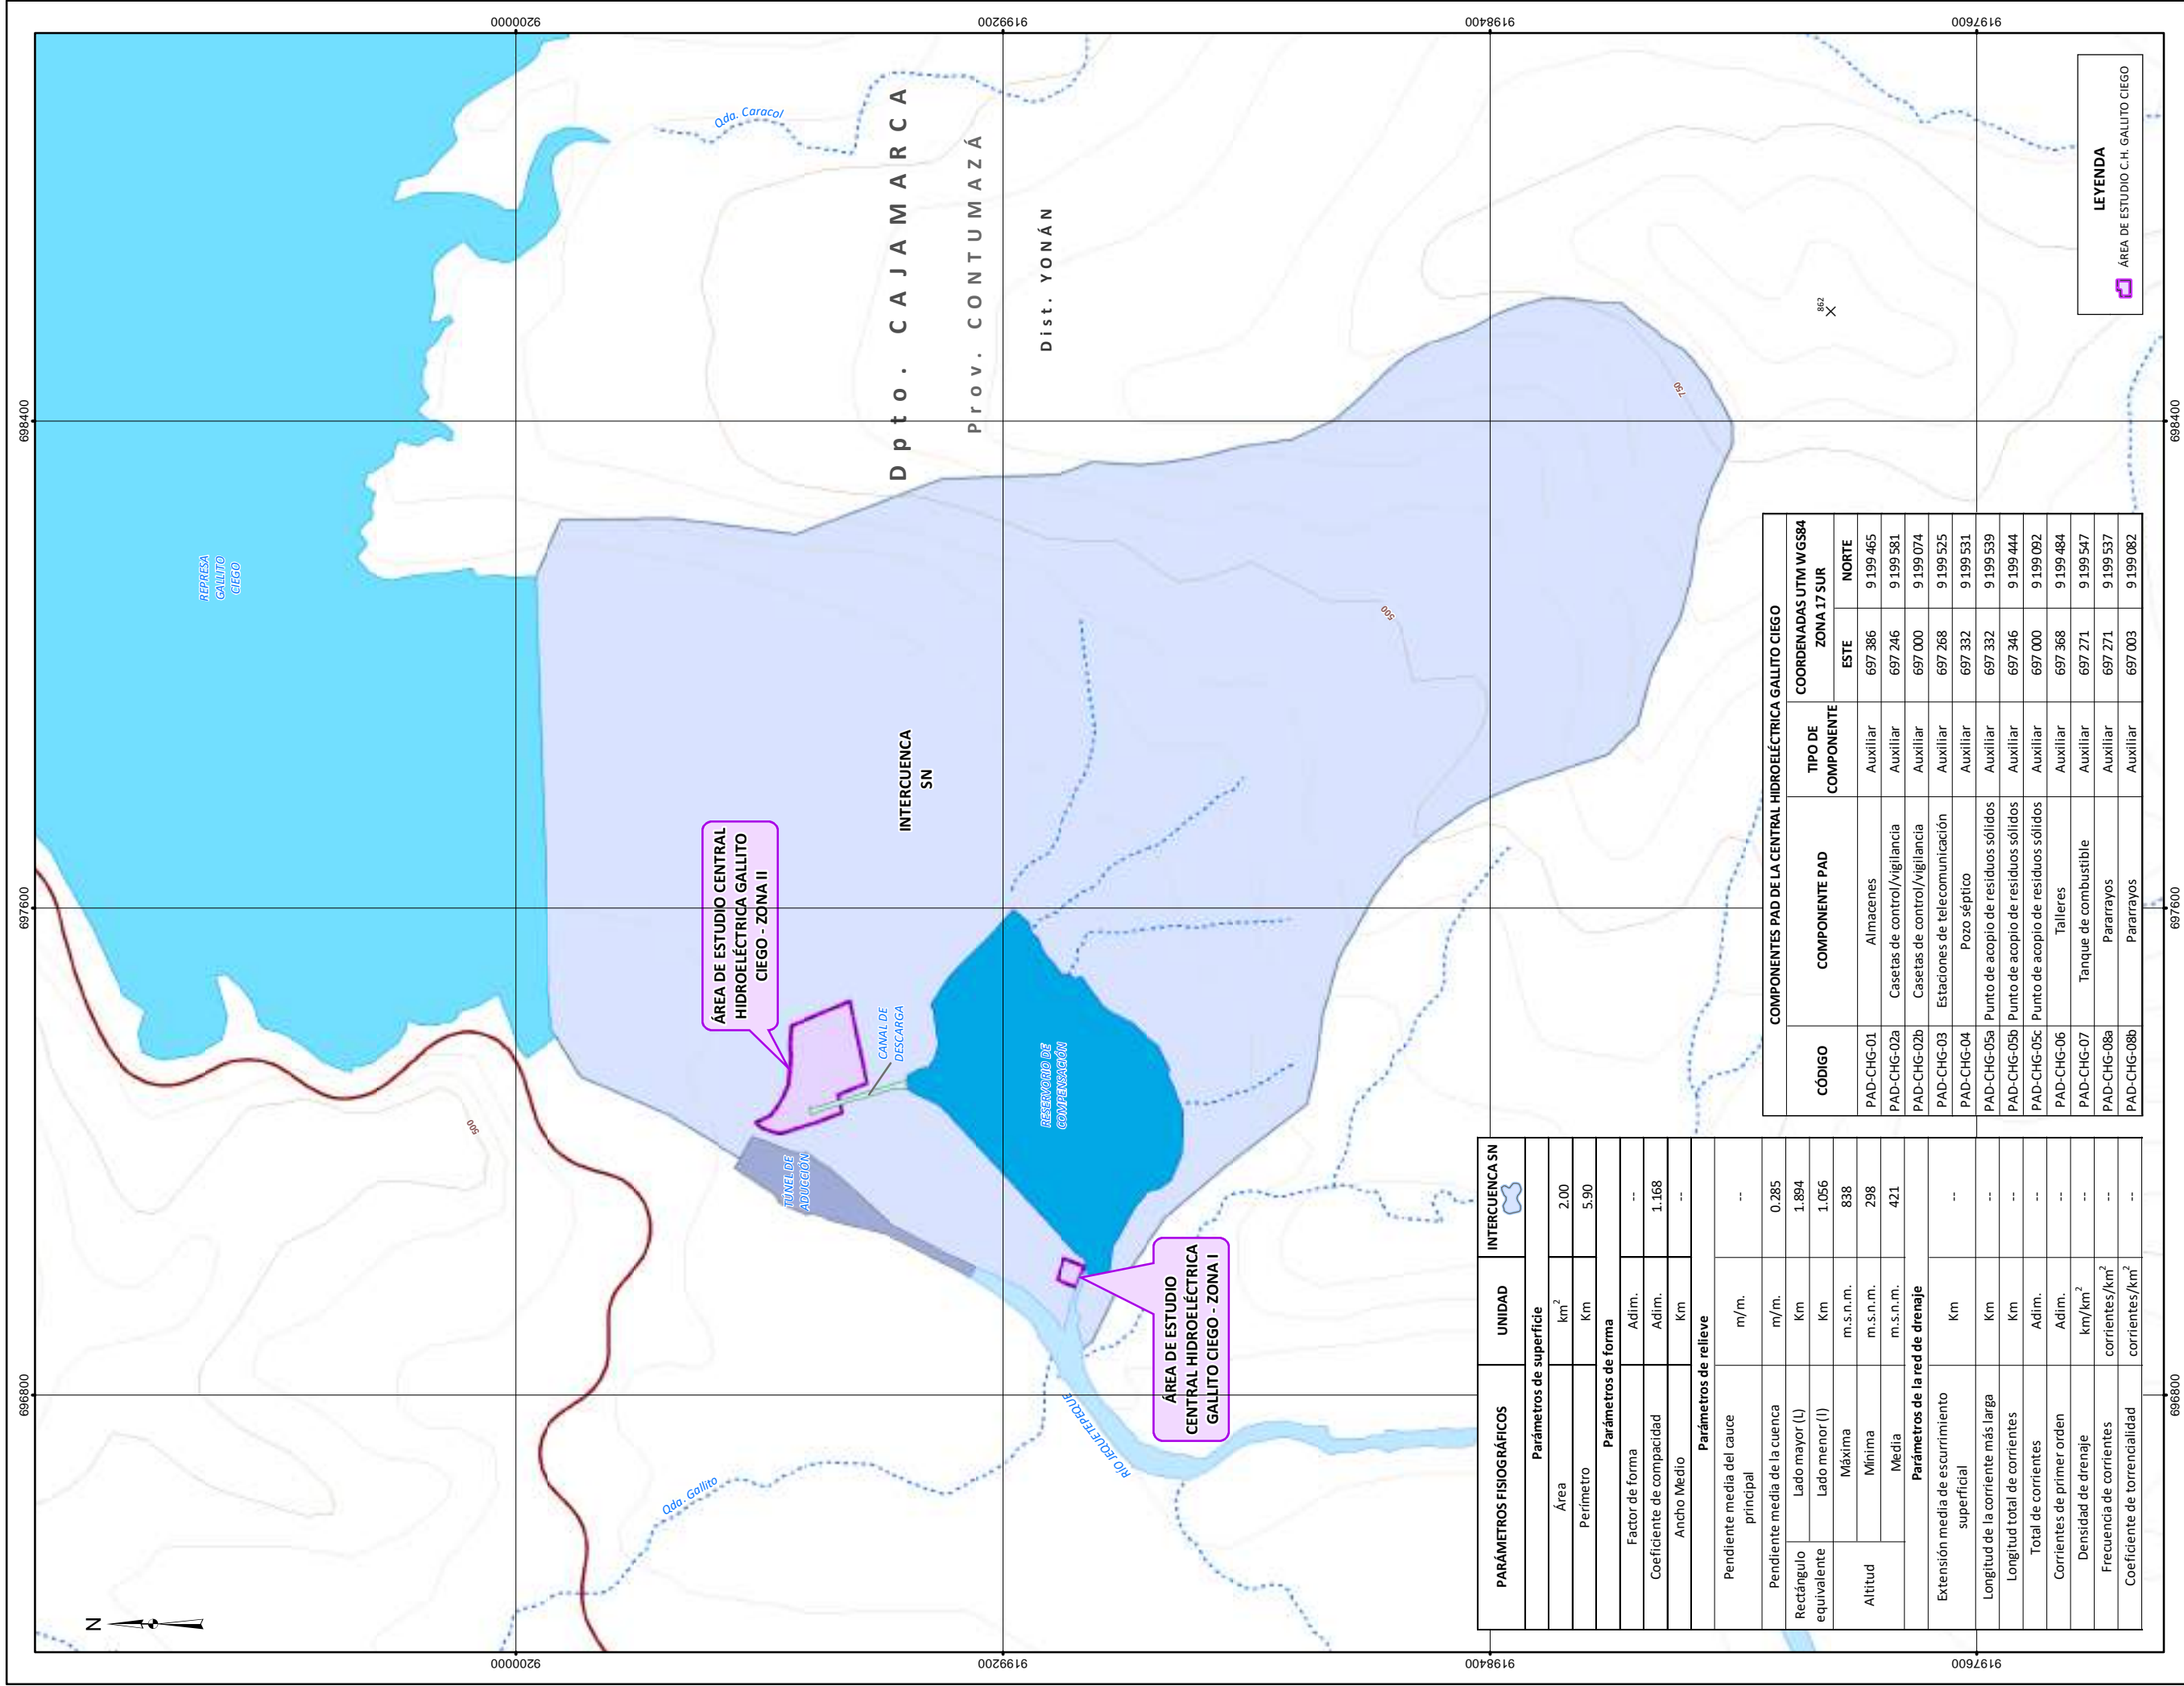 696800
697600
698400
9200000
9199200
9198400
9197600
9200000
9199200
9198400
9197600
696800
697600
698400
N
REPRESA
GALLITO
CIEGO
Qda. Caracol
Dpto. CAJAMARCA
Prov. CONTUMAZÁ
Dist. YONÁN
500
ÁREA DE ESTUDIO CENTRAL
HIDROELÉCTRICA GALLITO
CIEGO - ZONA II
INTERCUENCA
SN
TÚNEL DE
ADUCCIÓN
CANAL DE
DESCARGA
RESERVORIO DE
COMPENSACIÓN
Qda. Gallito
RÍO JEQUETEPEQUE
ÁREA DE ESTUDIO
CENTRAL HIDROELÉCTRICA
GALLITO CIEGO - ZONA I
500
750
862
PARÁMETROS FISIOGRÁFICOS UNIDAD INTERCUENCA SN
Parámetros de superficie
Área km² 2.00
Perímetro Km 5.90
Parámetros de forma
Factor de forma Adim. --
Coeficiente de compacidad Adim. 1.168
Ancho Medio Km --
Parámetros de relieve
Pendiente media del cauce principal m/m. --
Pendiente media de la cuenca m/m. 0.285
Rectángulo equivalente Lado mayor (L) Km 1.894
Lado menor (l) Km 1.056
Altitud Máxima m.s.n.m. 838
Mínima m.s.n.m. 298
Media m.s.n.m. 421
Parámetros de la red de drenaje
Extensión media de escurrimiento superficial Km --
Longitud de la corriente más larga Km --
Longitud total de corrientes Km --
Total de corrientes Adim. --
Corrientes de primer orden Adim. --
Densidad de drenaje km/km² --
Frecuencia de corrientes corrientes/km² --
Coeficiente de torrencialidad corrientes/km² --
COMPONENTES PAD DE LA CENTRAL HIDROELÉCTRICA GALLITO CIEGO
CÓDIGO COMPONENTE PAD TIPO DE COMPONENTE COORDENADAS UTM WGS84 ZONA 17 SUR
ESTE NORTE
PAD-CHG-01 Almacenes Auxiliar 697 386 9 199 465
PAD-CHG-02a Casetas de control/vigilancia Auxiliar 697 246 9 199 581
PAD-CHG-02b Casetas de control/vigilancia Auxiliar 697 000 9 199 074
PAD-CHG-03 Estaciones de telecomunicación Auxiliar 697 268 9 199 525
PAD-CHG-04 Pozo séptico Auxiliar 697 332 9 199 531
PAD-CHG-05a Punto de acopio de residuos sólidos Auxiliar 697 332 9 199 539
PAD-CHG-05b Punto de acopio de residuos sólidos Auxiliar 697 346 9 199 444
PAD-CHG-05c Punto de acopio de residuos sólidos Auxiliar 697 000 9 199 092
PAD-CHG-06 Talleres Auxiliar 697 368 9 199 484
PAD-CHG-07 Tanque de combustible Auxiliar 697 271 9 199 547
PAD-CHG-08a Pararrayos Auxiliar 697 271 9 199 537
PAD-CHG-08b Pararrayos Auxiliar 697 003 9 199 082
LEYENDA
ÁREA DE ESTUDIO C.H. GALLITO CIEGO